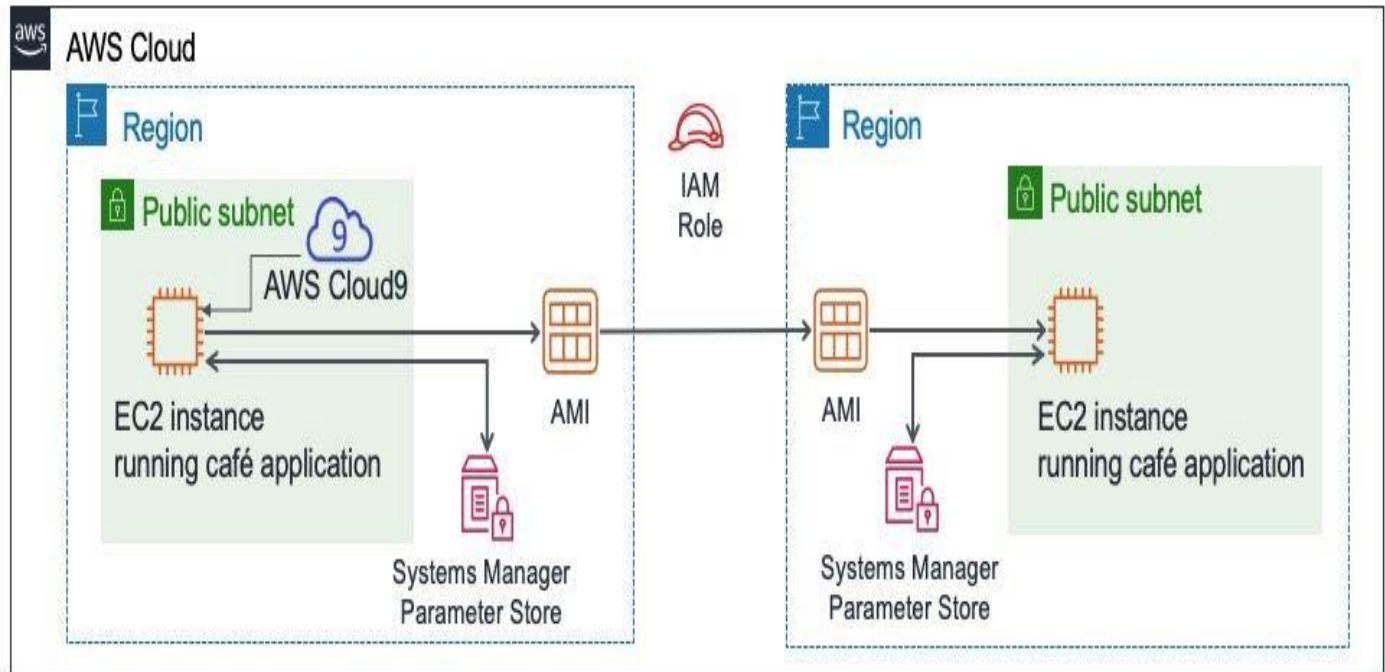 aws
AWS Cloud
Region
Public subnet
9
AWS Cloud9
EC2 instance
running café application
AMI
Systems Manager
Parameter Store
IAM
Role
Region
Public subnet
AMI
EC2 instance
running café application
Systems Manager
Parameter Store